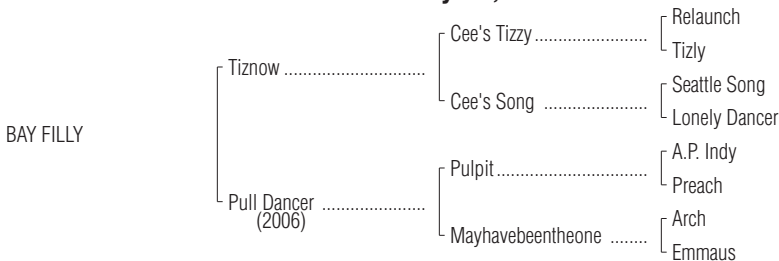 Relaunch
Cee's Tizzy ........................
Tizly
Tiznow .............................
Seattle Song
Cee's Song ......................
Lonely Dancer
BAY FILLY
A.P. Indy
Pulpit................................
Preach
Pull Dancer ......................
(2006)
Arch
Mayhavebeentheone ........
Emmaus